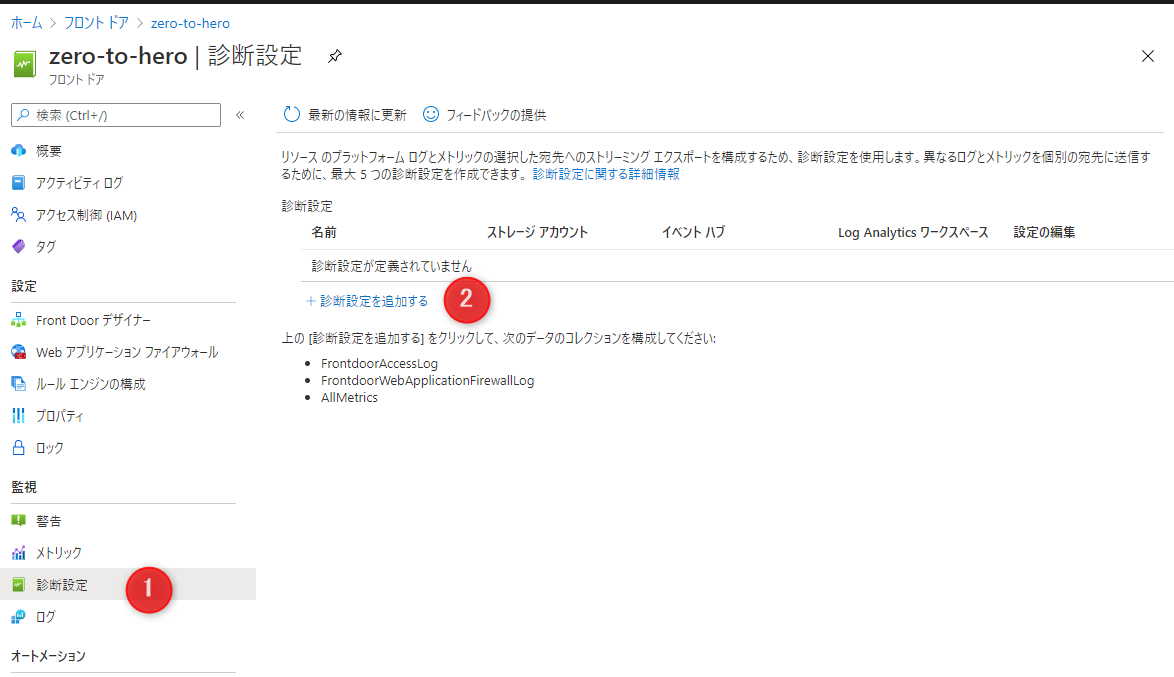 ホーム > フロント ドア > zero-to-hero
zero-to-hero | 診断設定
フロント ドア
検索 (Ctrl+/)
«
概要
アクティビティ ログ
アクセス制御 (IAM)
タグ
設定
Front Door デザイナー
Web アプリケーション ファイアウォール
ルール エンジンの構成
プロパティ
ロック
監視
警告
メトリック
診断設定
1
ログ
オートメーション
最新の情報に更新 フィードバックの提供
リソース のプラットフォーム ログとメトリックの選択した宛先へのストリーミング エクスポートを構成するため、診断設定を使用します。異なるログとメトリックを個別の宛先に送信す
るために、最大 5 つの診断設定を作成できます。 診断設定に関する詳細情報
診断設定
名前 ストレージ アカウント イベント ハブ Log Analytics ワークスペース 設定の編集
診断設定が定義されていません
+ 診断設定を追加する 2
上の [診断設定を追加する] をクリックして、次のデータのコレクションを構成してください:
• FrontdoorAccessLog
• FrontdoorWebApplicationFirewallLog
• AllMetrics